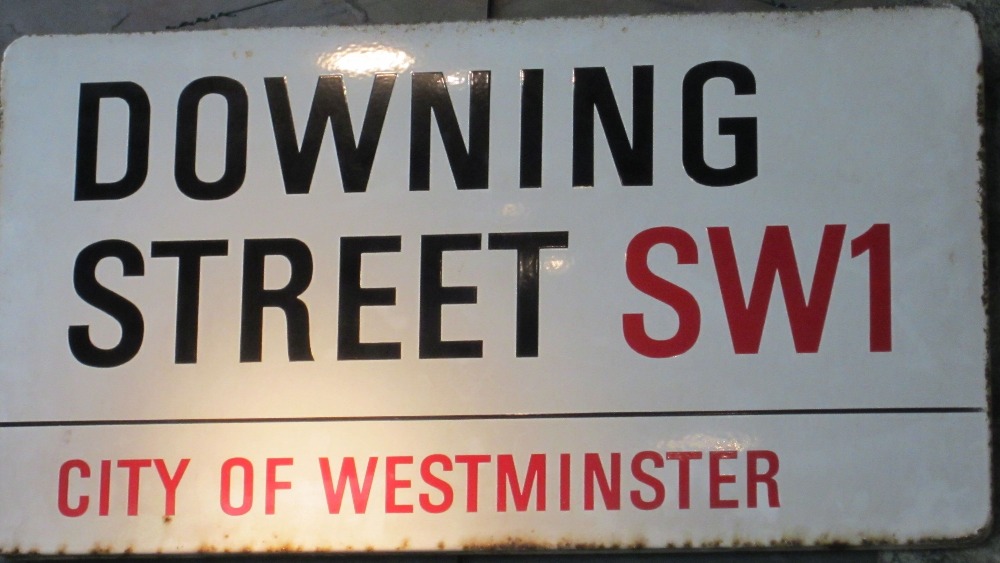 DOWNING
STREET SW1
CITY OF WESTMINSTER